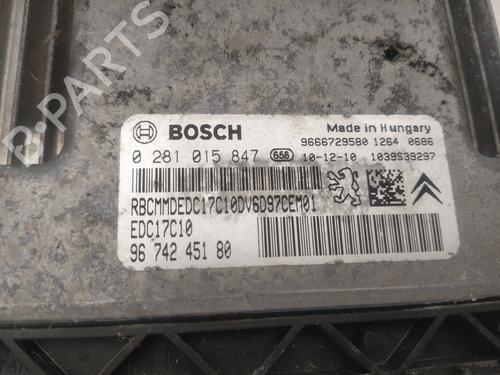 B-PARTS
BOSCH
Made in Hungary
9666729580 1264 0686
0 281 015 847 658 10-12-10 1039S39297
RBCMMDEDC17C10DV6D97CEM01
EDC17C10
96 742 451 80